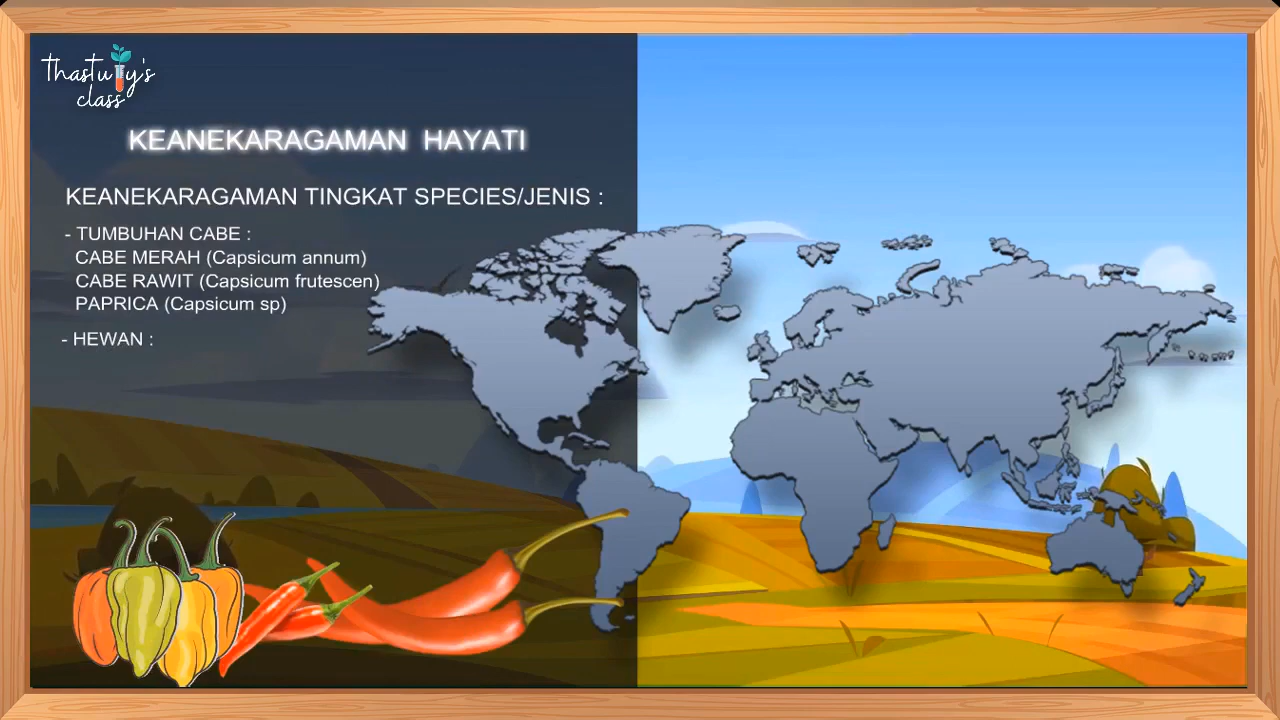 Thastudy's
class
KEANEKARAGAMAN HAYATI
KEANEKARAGAMAN TINGKAT SPECIES/JENIS :
- TUMBUHAN CABE :
CABE MERAH (Capsicum annum)
CABE RAWIT (Capsicum frutescen)
PAPRICA (Capsicum sp)
- HEWAN :